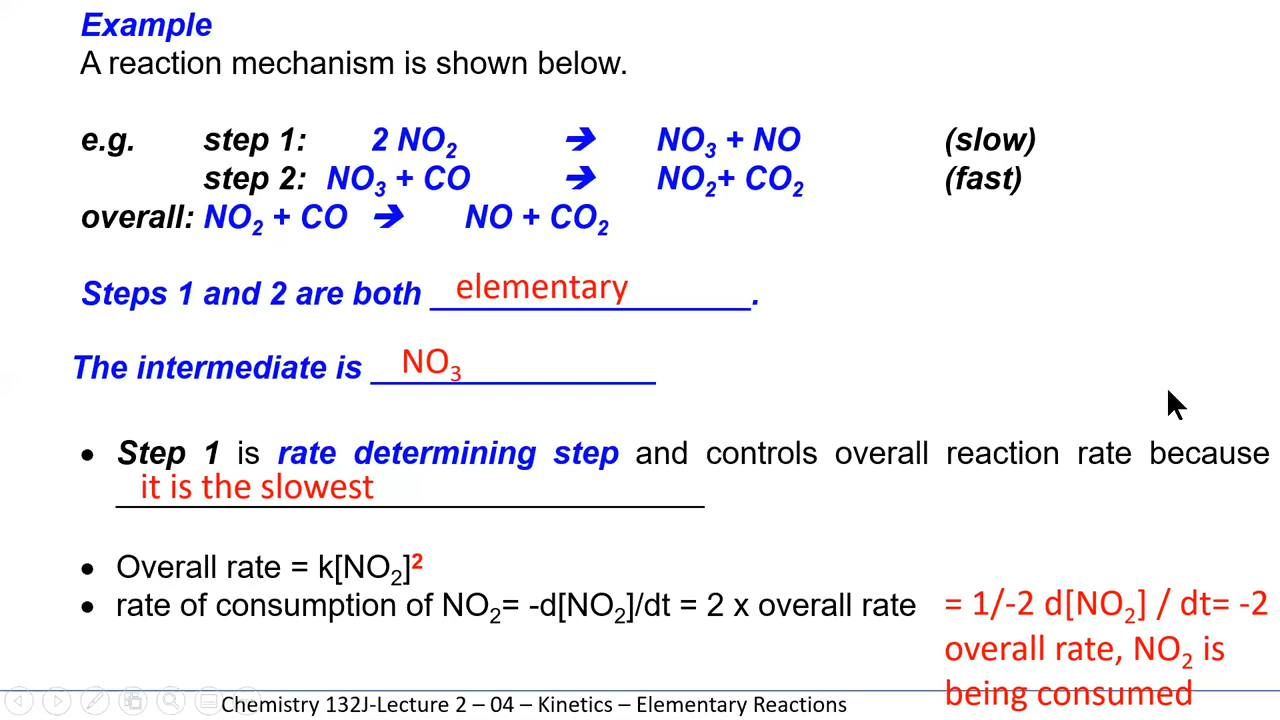 Example
A reaction mechanism is shown below.
e.g. step 1: 2 NO₂ ➔ NO₃ + NO (slow)
step 2: NO₃ + CO ➔ NO₂+ CO₂ (fast)
overall: NO₂ + CO ➔ NO + CO₂
Steps 1 and 2 are both elementary.
The intermediate is NO₃
• Step 1 is rate determining step and controls overall reaction rate because
it is the slowest
• Overall rate = k[NO₂]²
• rate of consumption of NO₂= -d[NO₂]/dt = 2 x overall rate = 1/-2 d[NO₂] / dt= -2
overall rate, NO₂ is
being consumed
Chemistry 132J-Lecture 2 – 04 – Kinetics – Elementary Reactions